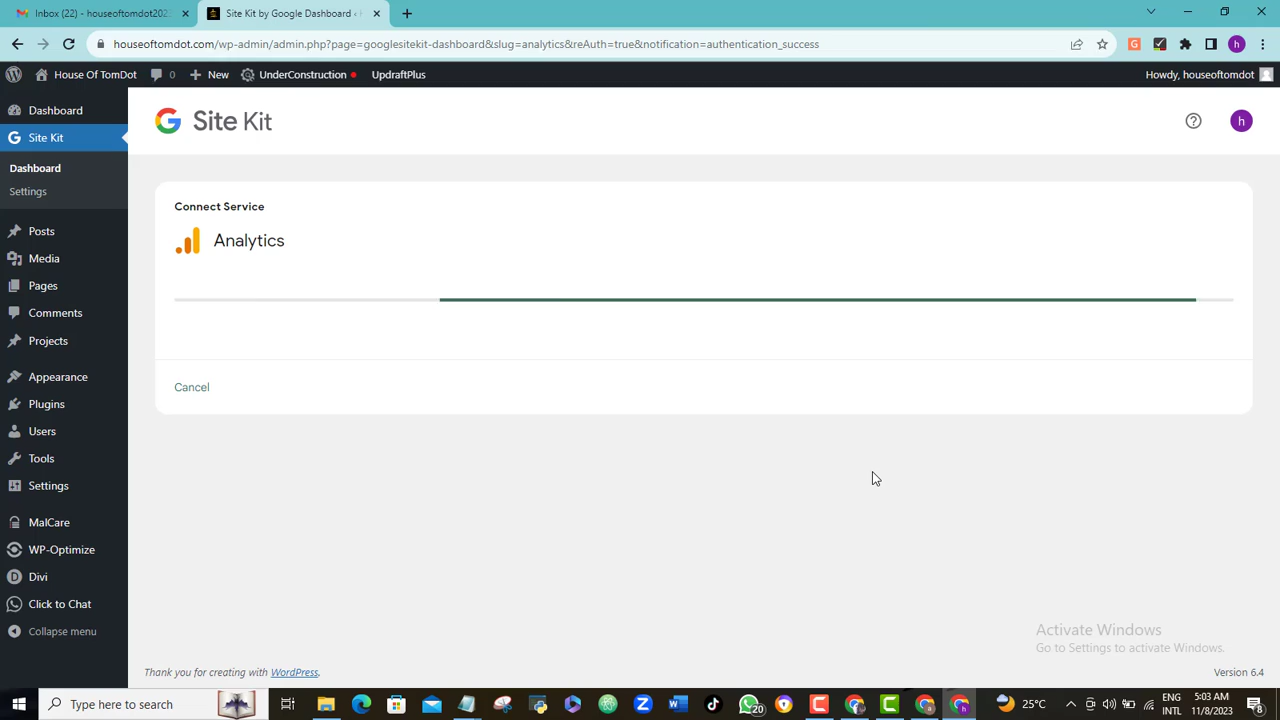 Inbox (22) - houseoftomdot202
Site Kit by Google Dashboard ‹
houseoftomdot.com/wp-admin/admin.php?page=googlesitekit-dashboard&slug=analytics&reAuth=true&notification=authentication_success
G
h
House Of TomDot
0
New
UnderConstruction
UpdraftPlus
Howdy, houseoftomdot
Dashboard
Site Kit
Dashboard
Settings
Posts
Media
Pages
Comments
Projects
Appearance
Plugins
Users
Tools
Settings
MalCare
WP-Optimize
Divi
Click to Chat
Collapse menu
Site Kit
h
Connect Service
Analytics
Cancel
Activate Windows
Go to Settings to activate Windows.
Thank you for creating with WordPress.
Version 6.4
Type here to search
20
25°C
ENG
INTL
5:03 AM
11/8/2023
8